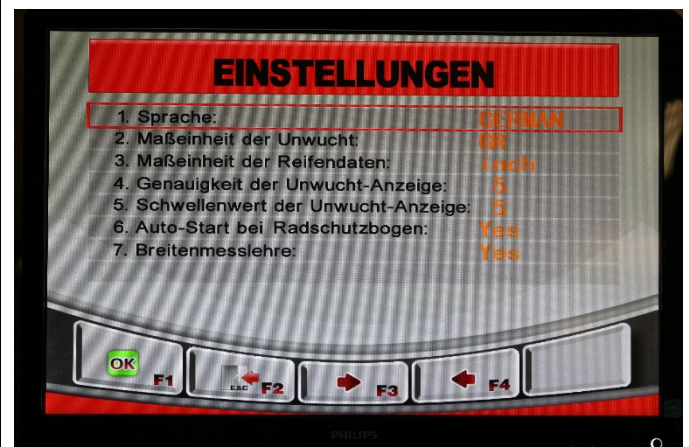 EINSTELLUNGEN
1. Sprache: GERMAN
2. Maßeinheit der Unwucht: GR
3. Maßeinheit der Reifendaten: inch
4. Genauigkeit der Unwucht-Anzeige: 5
5. Schwellenwert der Unwucht-Anzeige: 5
6. Auto-Start bei Radschutzbogen: Yes
7. Breitenmesslehre: Yes
OK F1 ESC F2 F3 F4
PHILIPS